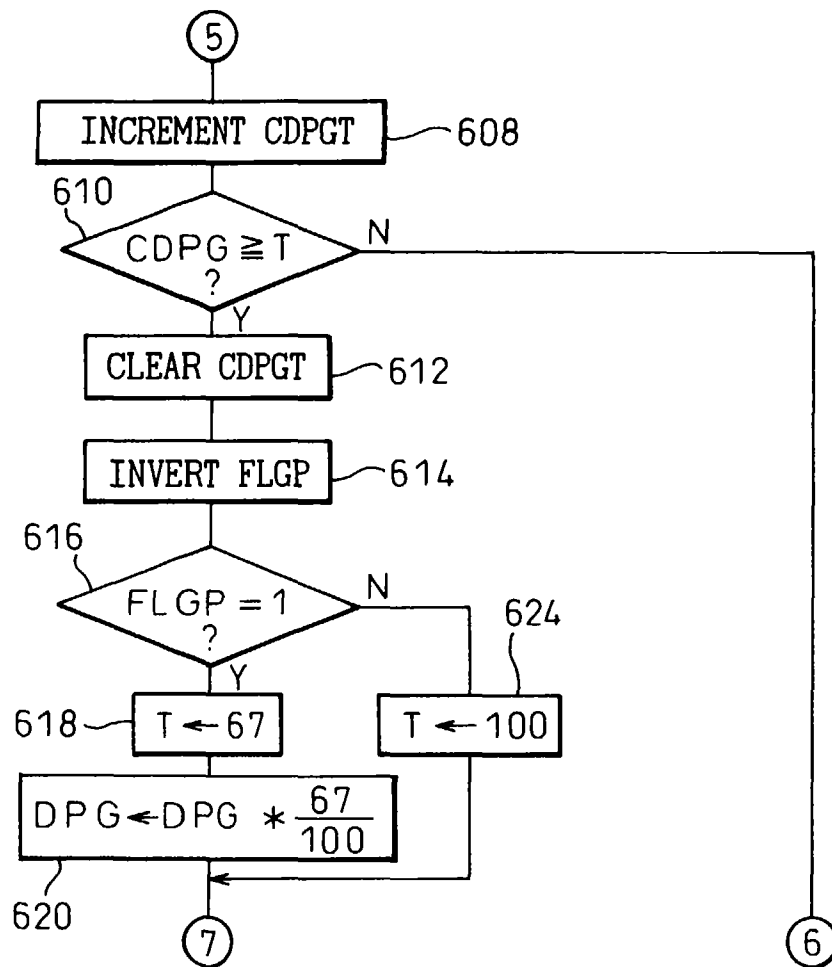 5
INCREMENT CDPGT
608
610
CDPG ≧ T
?
N
Y
CLEAR CDPGT
612
INVERT FLGP
614
616
FLGP = 1
?
N
Y
624
618
T ← 67
T ← 100
DPG ← DPG * 67/100
620
7
6